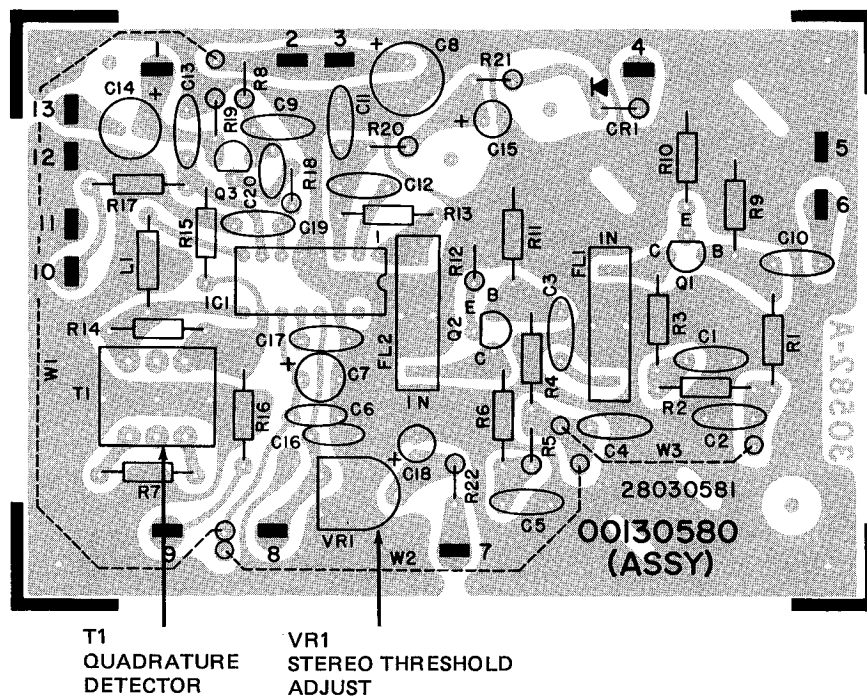 1
2
3
C8
R21
4
C14
+
C13
R8
R19
C9
C11
+
13
12
R20
+
C15
CR1
R10
5
R17
Q3
C20
R18
C12
R9
6
11
R15
C19
1
R13
R11
E
C
B
Q1
C10
10
L1
IC1
R12
IN
FL1
R14
C17
FL2
Q2
B
E
C
C3
R3
C1
R1
W1
T1
+
C7
R4
R2
A-30582-2
R16
C6
IN
R6
C16
C2
C4
R5
W3
R7
+
C18
R22
28030581
VR1
C5
00130580
(ASSY)
9
8
W2
7
T1
QUADRATURE
DETECTOR
VR1
STEREO THRESHOLD
ADJUST